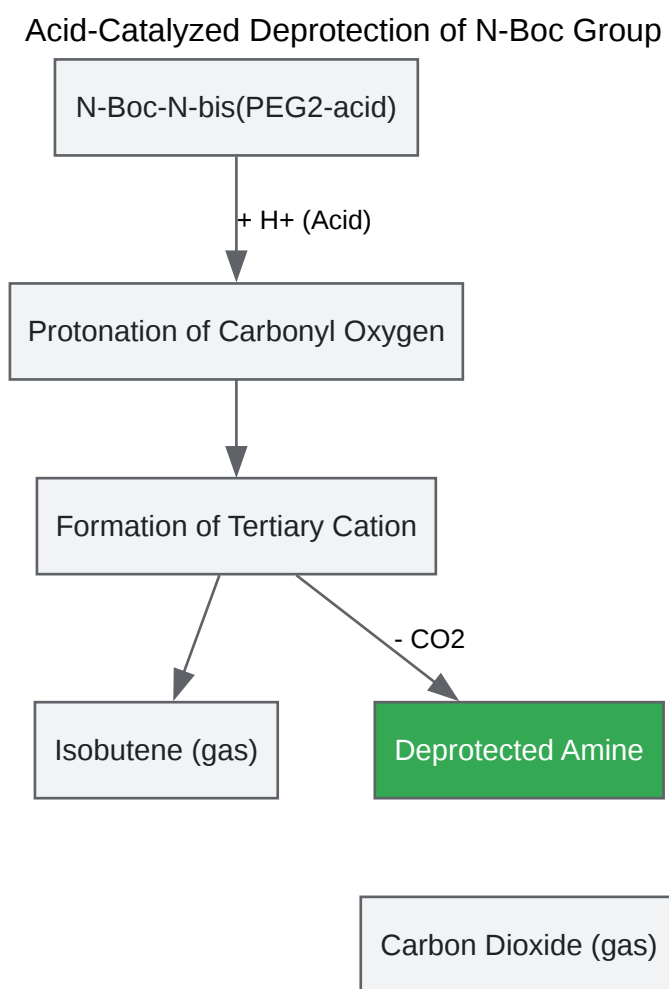 Acid-Catalyzed Deprotection of N-Boc Group
N-Boc-N-bis(PEG2-acid)
+ H+ (Acid)
Protonation of Carbonyl Oxygen
Formation of Tertiary Cation
- CO2
Isobutene (gas)
Deprotected Amine
Carbon Dioxide (gas)